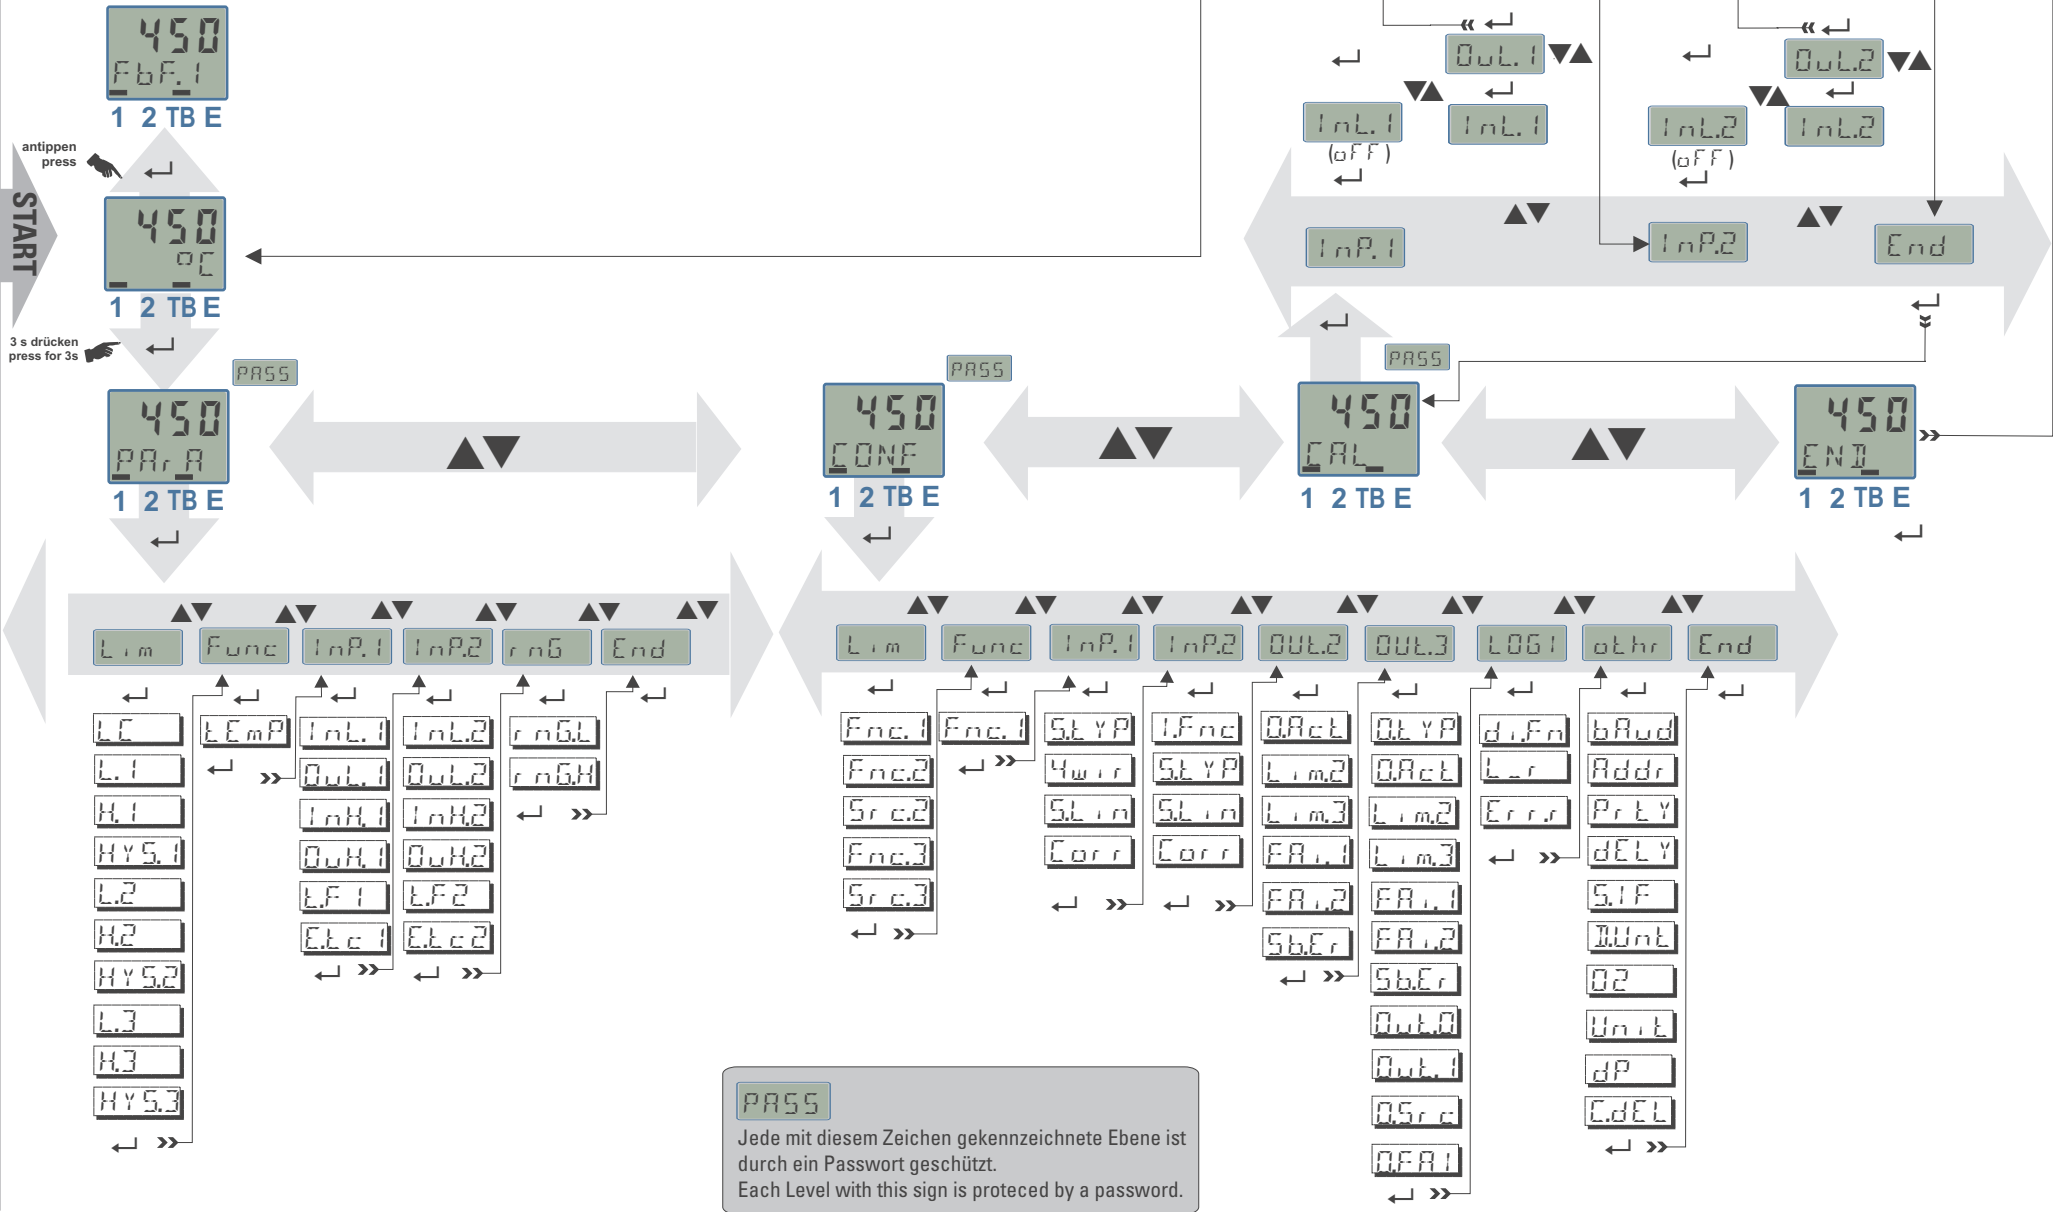 450
FbF.1
1 2 TB E
antippen
press
START
450
°C
1 2 TB E
3 s drücken
press for 3s
PASS
450
PArA
1 2 TB E
OuL.1
InL.1
(oFF)
InL.1
OuL.2
InL.2
(oFF)
InL.2
InP.1
InP.2
End
PASS
450
CONF
1 2 TB E
PASS
450
CAL
1 2 TB E
450
END
1 2 TB E
Lim
Func
InP.1
InP.2
rnG
End
LC
L.1
H.1
HYS.1
L.2
H.2
HYS.2
L.3
H.3
HYS.3
tEmP
InL.1
OuL.1
InH.1
OuH.1
t.F1
E.tc1
InL.2
OuL.2
InH.2
OuH.2
t.F2
E.tc2
rnG.L
rnG.H
Lim
Func
InP.1
InP.2
OUt.2
OUt.3
LOGI
othr
End
Fnc.1
Fnc.2
Src.2
Fnc.3
Src.3
Fnc.1
S.tYP
4wir
S.Lin
Corr
I.Fnc
S.tYP
S.Lin
Corr
O.Act
Lim.2
Lim.3
FAi.1
FAi.2
Sb.Er
O.tYP
O.Act
Lim.2
Lim.3
FAi.1
FAi.2
Sb.Er
Out.0
Out.1
O.Src
O.FAI
di.Fn
L_r
Err.r
bAud
Addr
PrtY
dELY
S.IF
D.Unt
O2
Unit
dP
C.dEL
PASS
Jede mit diesem Zeichen gekennzeichnete Ebene ist
durch ein Passwort geschützt.
Each Level with this sign is proteced by a password.